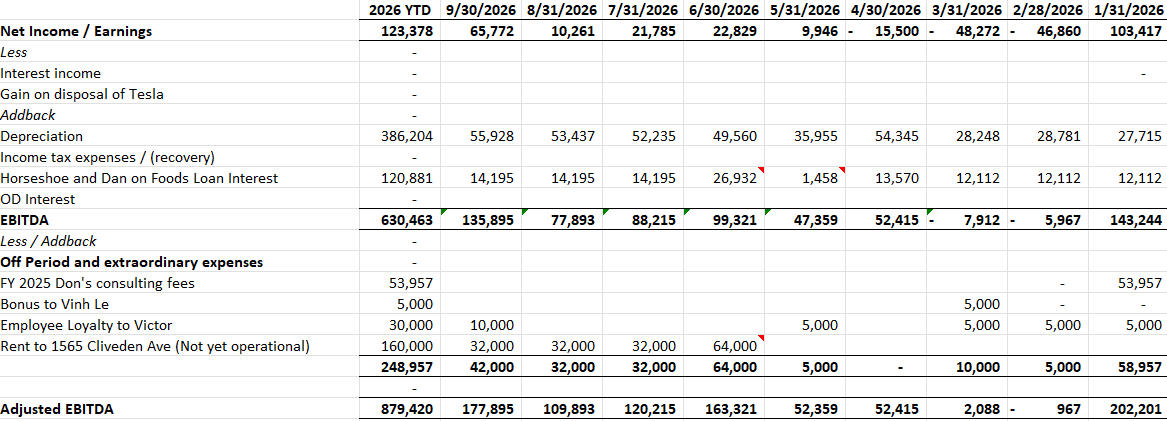 2026 YTD 9/30/2026 8/31/2026 7/31/2026 6/30/2026 5/31/2026 4/30/2026 3/31/2026 2/28/2026 1/31/2026
Net Income / Earnings 123,378 65,772 10,261 21,785 22,829 9,946 - 15,500 - 48,272 - 46,860 103,417
Less -
Interest income - -
Gain on disposal of Tesla -
Addback -
Depreciation 386,204 55,928 53,437 52,235 49,560 35,955 54,345 28,248 28,781 27,715
Income tax expenses / (recovery) -
Horseshoe and Dan on Foods Loan Interest 120,881 14,195 14,195 14,195 26,932 1,458 13,570 12,112 12,112 12,112
OD Interest -
EBITDA 630,463 135,895 77,893 88,215 99,321 47,359 52,415 - 7,912 - 5,967 143,244
Less / Addback -
Off Period and extraordinary expenses -
FY 2025 Don's consulting fees 53,957 - 53,957
Bonus to Vinh Le 5,000 5,000 - -
Employee Loyalty to Victor 30,000 10,000 5,000 5,000 5,000 5,000
Rent to 1565 Cliveden Ave (Not yet operational) 160,000 32,000 32,000 32,000 64,000
248,957 42,000 32,000 32,000 64,000 5,000 - 10,000 5,000 58,957
-
Adjusted EBITDA 879,420 177,895 109,893 120,215 163,321 52,359 52,415 2,088 - 967 202,201